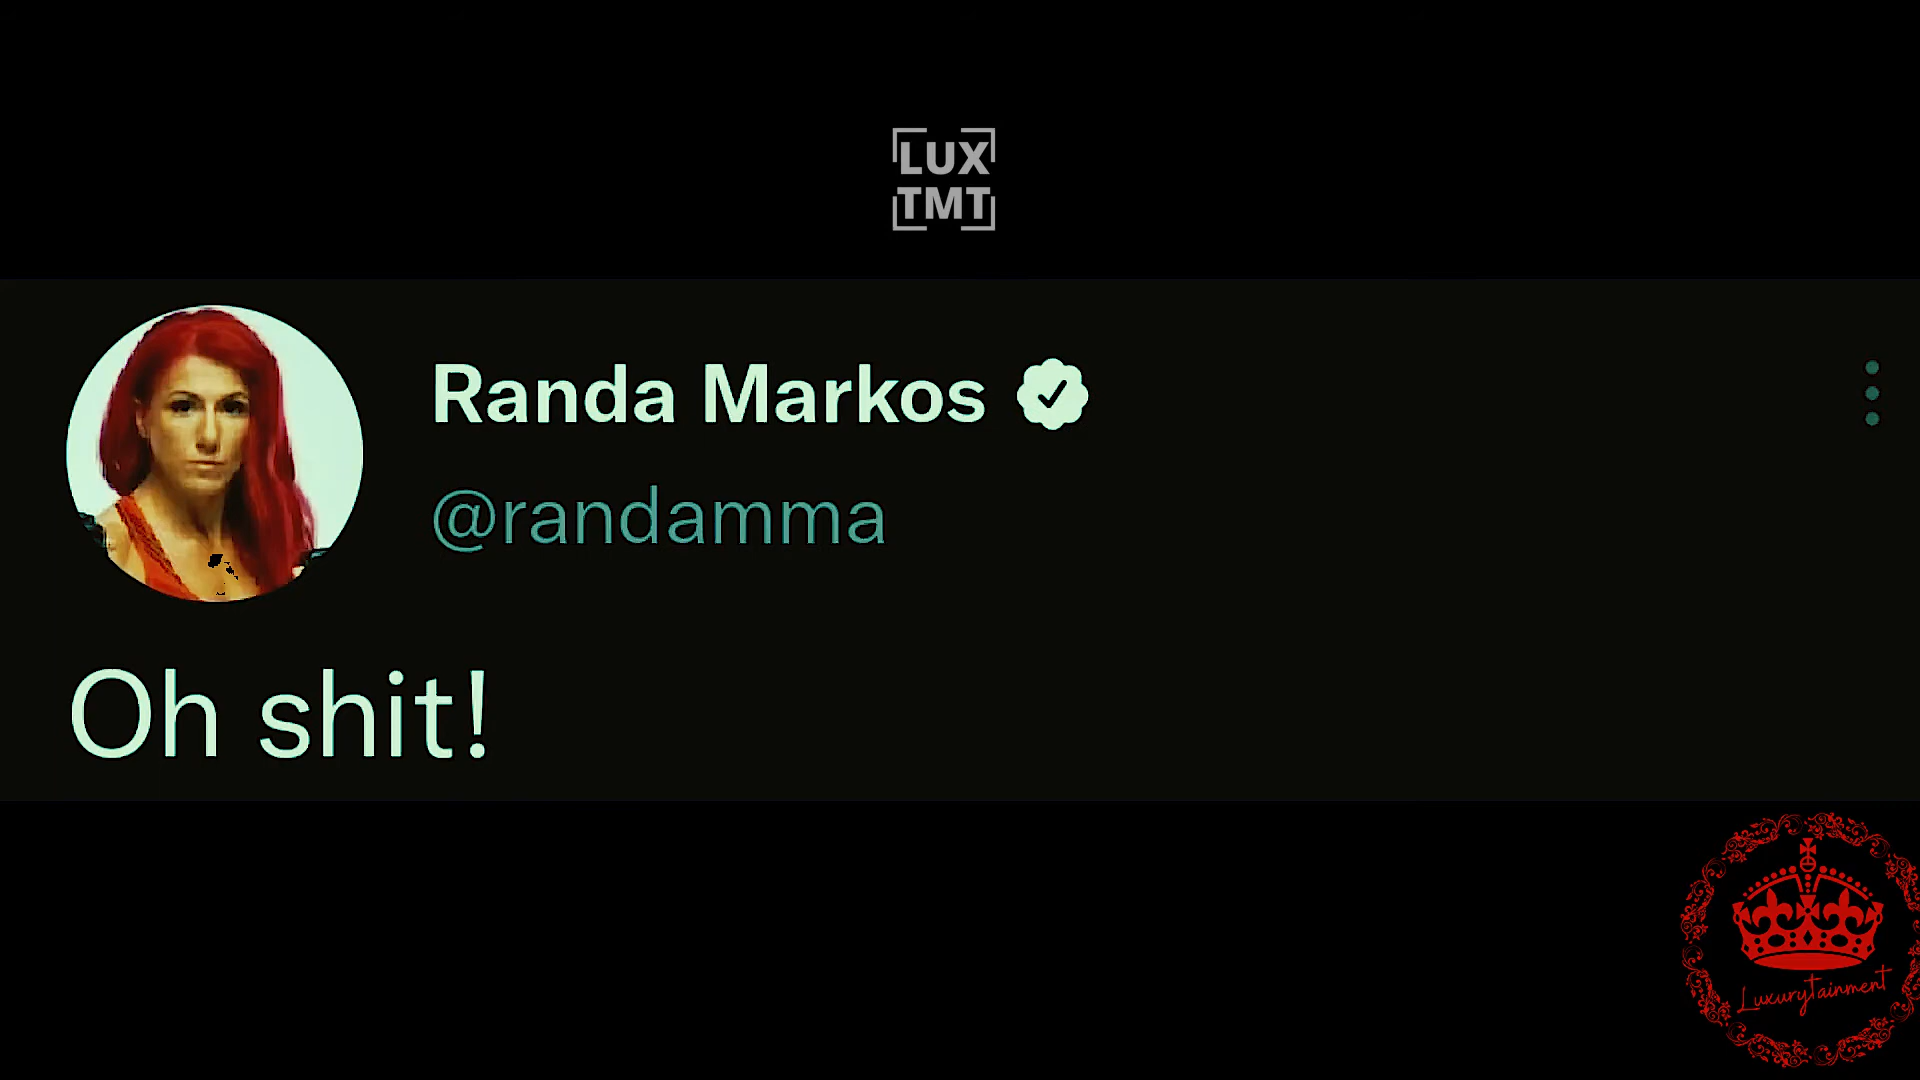 LUX
TMT
Randa Markos
@randamma
Oh shit!
Luxurytainment